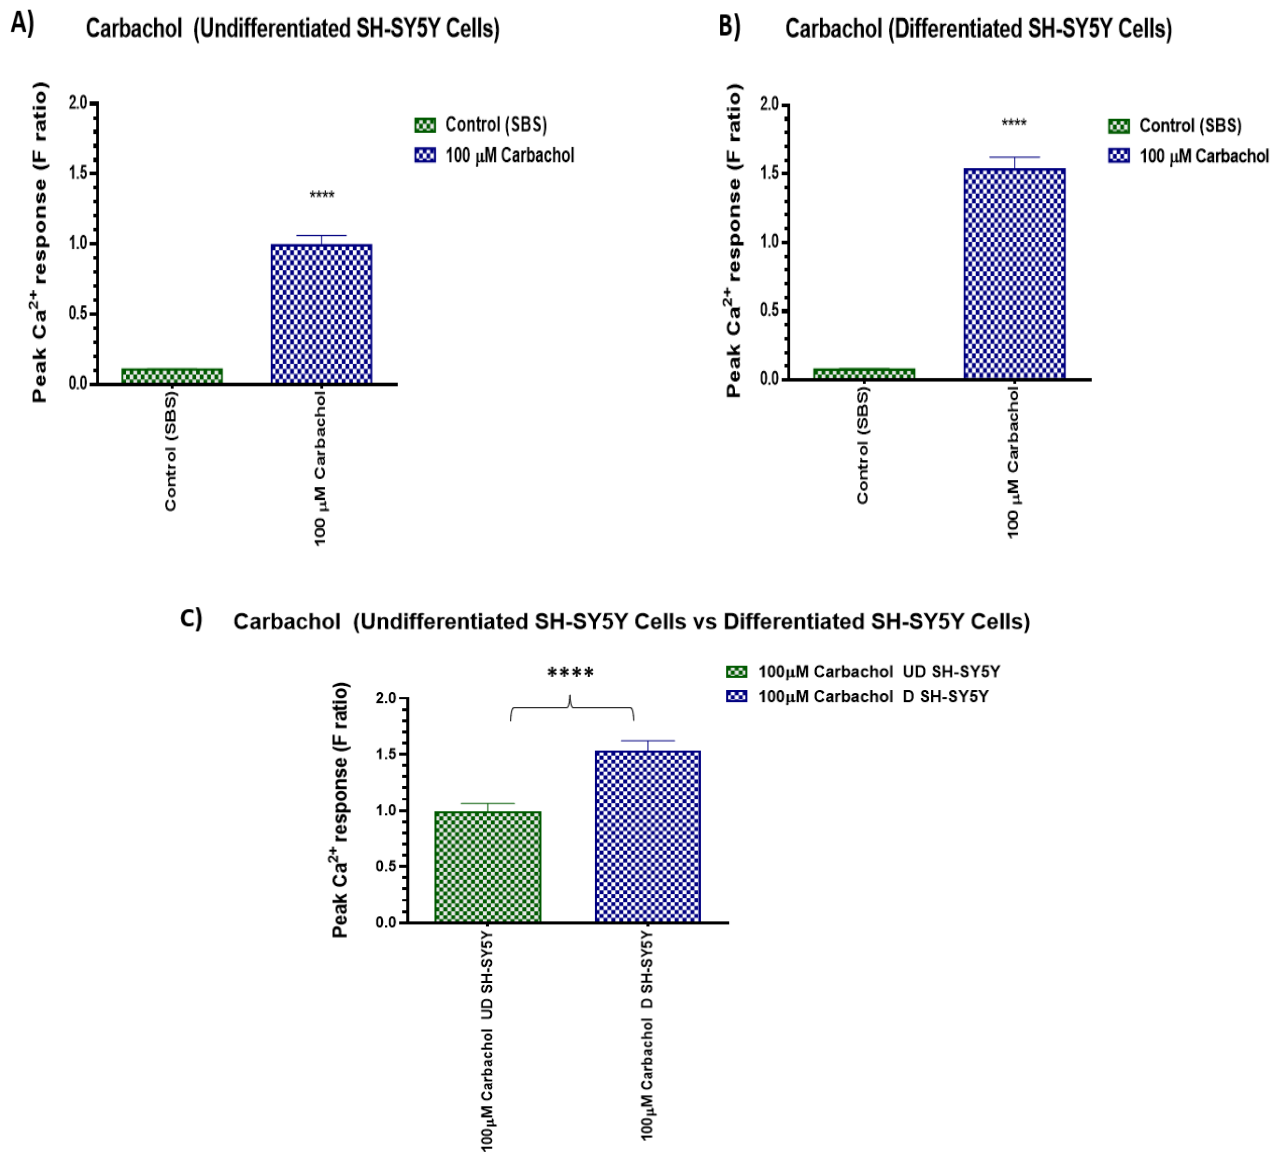 A)
Carbachol (Undifferentiated SH-SY5Y Cells)
Peak Ca²⁺ response (F ratio)
2.0
1.5
1.0
0.5
0.0
****
Control (SBS)
100 μM Carbachol
Control (SBS)
100 μM Carbachol
B)
Carbachol (Differentiated SH-SY5Y Cells)
Peak Ca²⁺ response (F ratio)
2.0
1.5
1.0
0.5
0.0
****
Control (SBS)
100 μM Carbachol
Control (SBS)
100 μM Carbachol
C)
Carbachol (Undifferentiated SH-SY5Y Cells vs Differentiated SH-SY5Y Cells)
Peak Ca²⁺ response (F ratio)
2.0
1.5
1.0
0.5
0.0
****
100μM Carbachol UD SH-SY5Y
100μM Carbachol D SH-SY5Y
100μM Carbachol UD SH-SY5Y
100μM Carbachol D SH-SY5Y